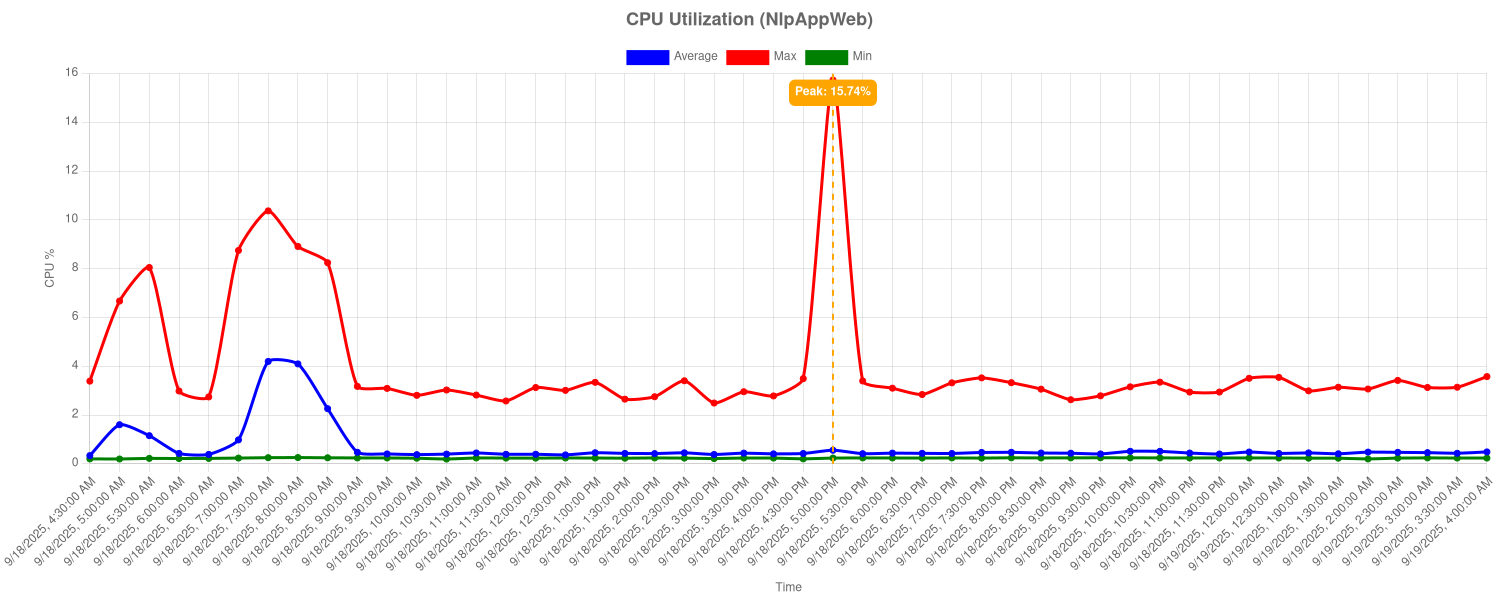 CPU Utilization (NlpAppWeb)
Average Max Min
16
Peak: 15.74%
14
12
10
8
CPU %
6
4
2
0
9/18/2025, 4:30:00 AM
9/18/2025, 5:00:00 AM
9/18/2025, 5:30:00 AM
9/18/2025, 6:00:00 AM
9/18/2025, 6:30:00 AM
9/18/2025, 7:00:00 AM
9/18/2025, 7:30:00 AM
9/18/2025, 8:00:00 AM
9/18/2025, 8:30:00 AM
9/18/2025, 9:00:00 AM
9/18/2025, 9:30:00 AM
9/18/2025, 10:00:00 AM
9/18/2025, 10:30:00 AM
9/18/2025, 11:00:00 AM
9/18/2025, 11:30:00 AM
9/18/2025, 12:00:00 PM
9/18/2025, 12:30:00 PM
9/18/2025, 1:00:00 PM
9/18/2025, 1:30:00 PM
9/18/2025, 2:00:00 PM
9/18/2025, 2:30:00 PM
9/18/2025, 3:00:00 PM
9/18/2025, 3:30:00 PM
9/18/2025, 4:00:00 PM
9/18/2025, 4:30:00 PM
9/18/2025, 5:00:00 PM
9/18/2025, 5:30:00 PM
9/18/2025, 6:00:00 PM
9/18/2025, 6:30:00 PM
9/18/2025, 7:00:00 PM
9/18/2025, 7:30:00 PM
9/18/2025, 8:00:00 PM
9/18/2025, 8:30:00 PM
9/18/2025, 9:00:00 PM
9/18/2025, 9:30:00 PM
9/18/2025, 10:00:00 PM
9/18/2025, 10:30:00 PM
9/18/2025, 11:00:00 PM
9/18/2025, 11:30:00 PM
9/19/2025, 12:00:00 AM
9/19/2025, 12:30:00 AM
9/19/2025, 1:00:00 AM
9/19/2025, 1:30:00 AM
9/19/2025, 2:00:00 AM
9/19/2025, 2:30:00 AM
9/19/2025, 3:00:00 AM
9/19/2025, 3:30:00 AM
9/19/2025, 4:00:00 AM
Time